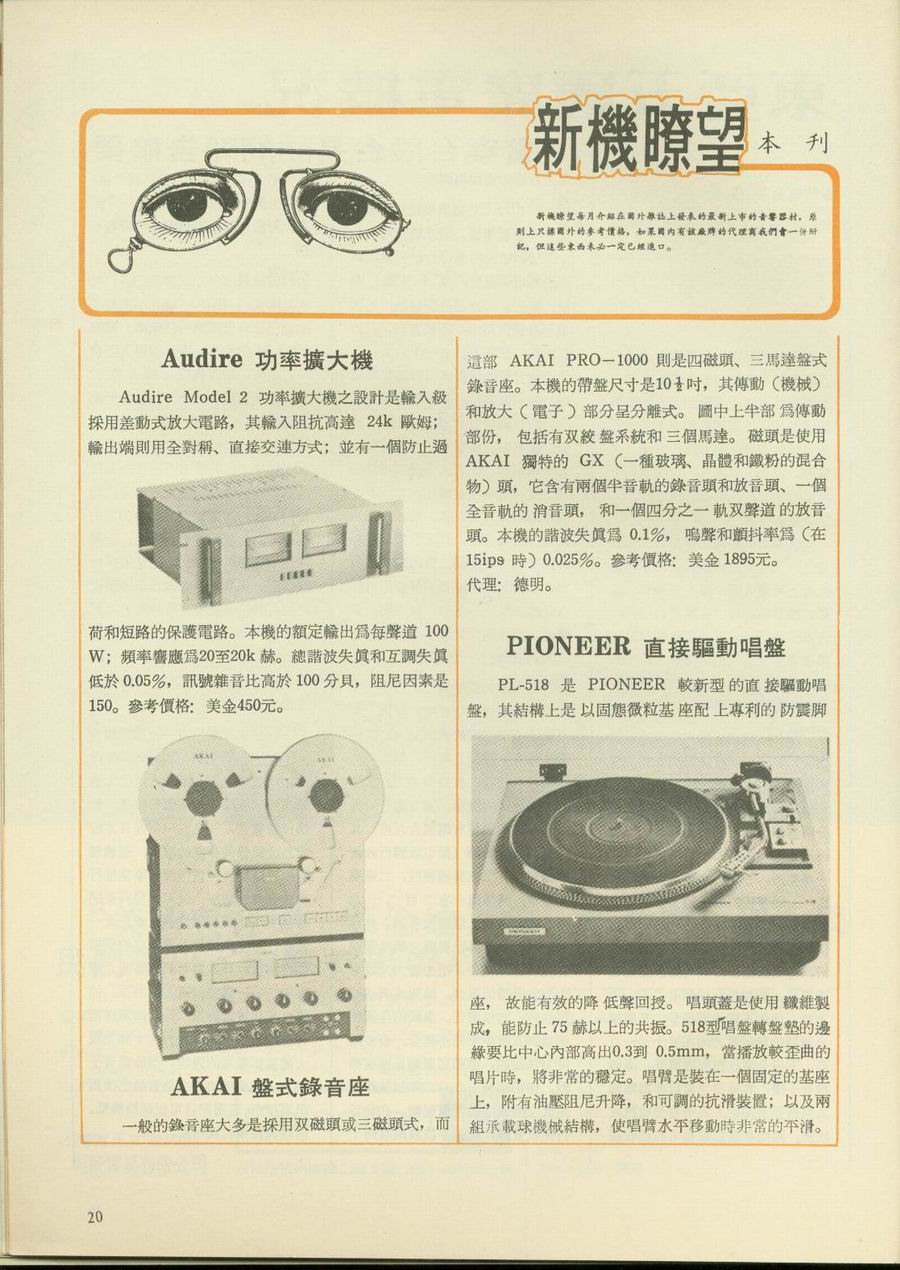 新機瞭望 本刊
新機瞭望每月介紹在國外雜誌上發表的最新上市的音響器材，原
則上只標國外的參考價格，如果國內有該廠牌的代理商我們會一併附
記，但這些東西未必一定已經進口。
Audire 功率擴大機
Audire Model 2 功率擴大機之設計是輸入級
採用差動式放大電路，其輸入阻抗高達 24k 歐姆；
輸出端則用全對稱、直接交連方式；並有一個防止過
荷和短路的保護電路。本機的額定輸出爲每聲道 100
W；頻率響應爲20至20k 赫。總諧波失眞和互調失眞
低於 0.05%，訊號雜音比高於 100 分貝，阻尼因素是
150。參考價格: 美金450元。
AKAI
AKAI
AKAI 盤式錄音座
一般的錄音座大多是採用双磁頭或三磁頭式，而
這部 AKAI PRO－1000 則是四磁頭、三馬達盤式
錄音座。本機的帶盤尺寸是10½吋，其傳動（機械）
和放大（電子）部分呈分離式。圖中上半部爲傳動
部份，包括有双絞盤系統和三個馬達。磁頭是使用
AKAI 獨特的 GX （一種玻璃、晶體和鐵粉的混合
物）頭，它含有兩個半音軌的錄音頭和放音頭、一個
全音軌的消音頭，和一個四分之一軌双聲道的放音
頭。本機的諧波失眞爲 0.1%，嗚聲和顫抖率爲（在
15ips 時）0.025%。參考價格: 美金1895元。
代理: 德明。
PIONEER 直接驅動唱盤
PL-518 是 PIONEER 較新型的直接驅動唱
盤，其結構上是以固態微粒基座配上專利的防震脚
PIONEER
座，故能有效的降低聲回授。唱頭蓋是使用纖維製
成，能防止 75 赫以上的共振。518型唱盤轉盤墊的邊
緣要比中心內部高出0.3到 0.5mm，當播放較歪曲的
唱片時，將非常的穩定。唱臂是裝在一個固定的基座
上，附有油壓阻尼升降，和可調的抗滑裝置；以及兩
組承載球機械結構，使唱臂水平移動時非常的平滑。
20